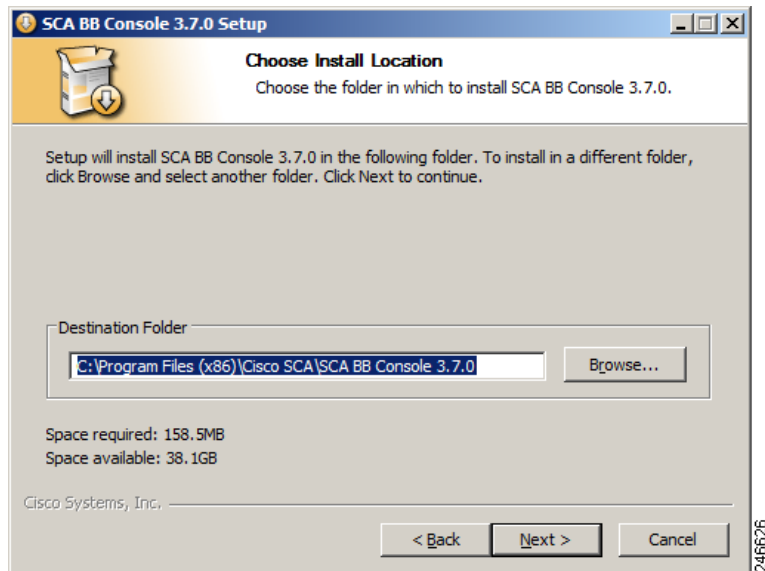 SCA BB Console 3.7.0 Setup
Choose Install Location
Choose the folder in which to install SCA BB Console 3.7.0.
Setup will install SCA BB Console 3.7.0 in the following folder. To install in a different folder,
click Browse and select another folder. Click Next to continue.
Destination Folder
C:\Program Files (x86)\Cisco SCA\SCA BB Console 3.7.0
Browse...
Space required: 158.5MB
Space available: 38.1GB
Cisco Systems, Inc.
< Back
Next >
Cancel
246626